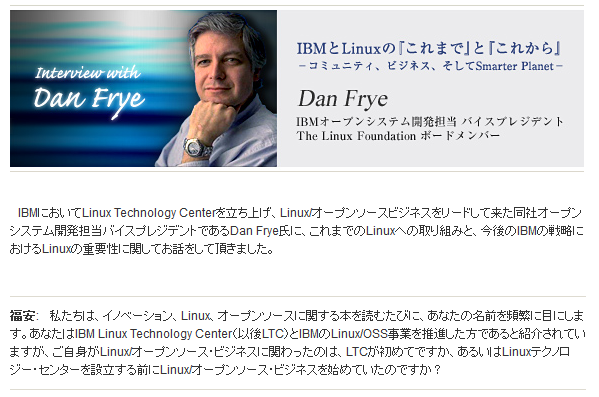 Interview with
Dan Frye
IBMとLinuxの『これまで』と『これから』
－コミュニティ、ビジネス、そしてSmarter Planet－
Dan Frye
IBMオープンシステム開発担当 バイスプレジデント
The Linux Foundation ボードメンバー
IBMにおいてLinux Technology Centerを立ち上げ、Linux/オープンソースビジネスをリードして来た同社オープン
システム開発担当バイスプレジデントであるDan Frye氏に、これまでのLinuxへの取り組みと、今後のIBMの戦略に
おけるLinuxの重要性に関してお話をして頂きました。
福安:　私たちは、イノベーション、Linux、オープンソースに関する本を読むたびに、あなたの名前を頻繁に目にしま
す。あなたはIBM Linux Technology Center（以後LTC）とIBMのLinux/OSS事業を推進した方であると紹介されてい
ますが、ご自身がLinux/オープンソース・ビジネスに関わったのは、LTCが初めてですか、あるいはLinuxテクノロ
ジー・センターを設立する前にLinux/オープンソース・ビジネスを始めていたのですか？